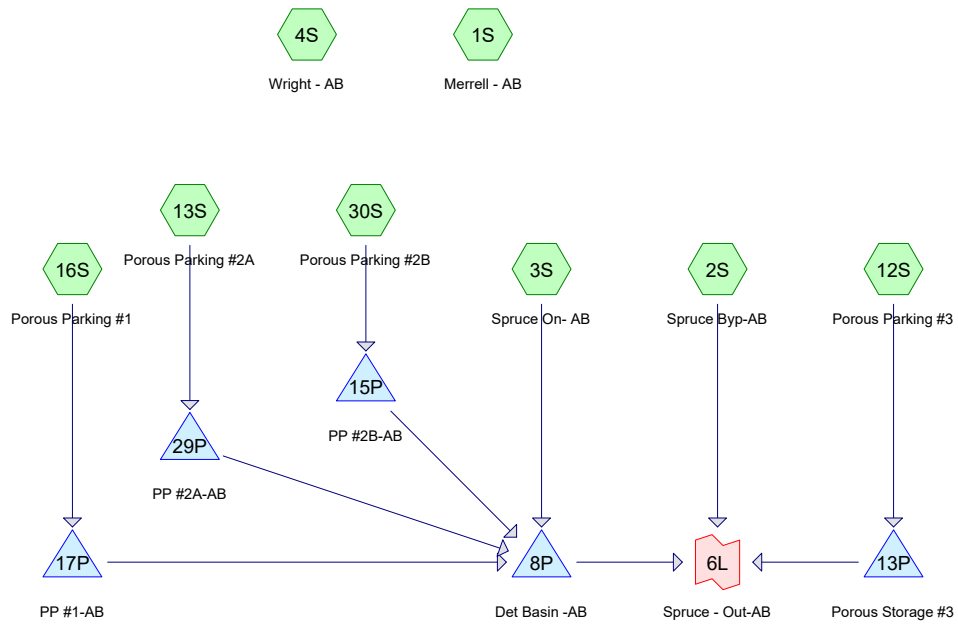 4S
1S
Wright - AB
Merrell - AB
13S
30S
Porous Parking #2A
Porous Parking #2B
16S
3S
2S
12S
Porous Parking #1
Spruce On- AB
Spruce Byp-AB
Porous Parking #3
15P
PP #2B-AB
29P
PP #2A-AB
17P
8P
6L
13P
PP #1-AB
Det Basin -AB
Spruce - Out-AB
Porous Storage #3